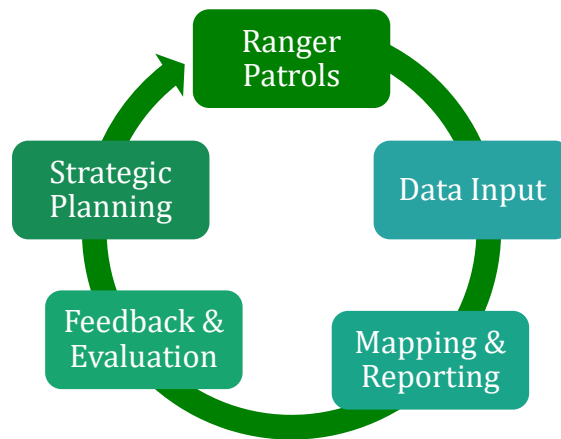 Ranger
Patrols
Data Input
Mapping &
Reporting
Feedback &
Evaluation
Strategic
Planning